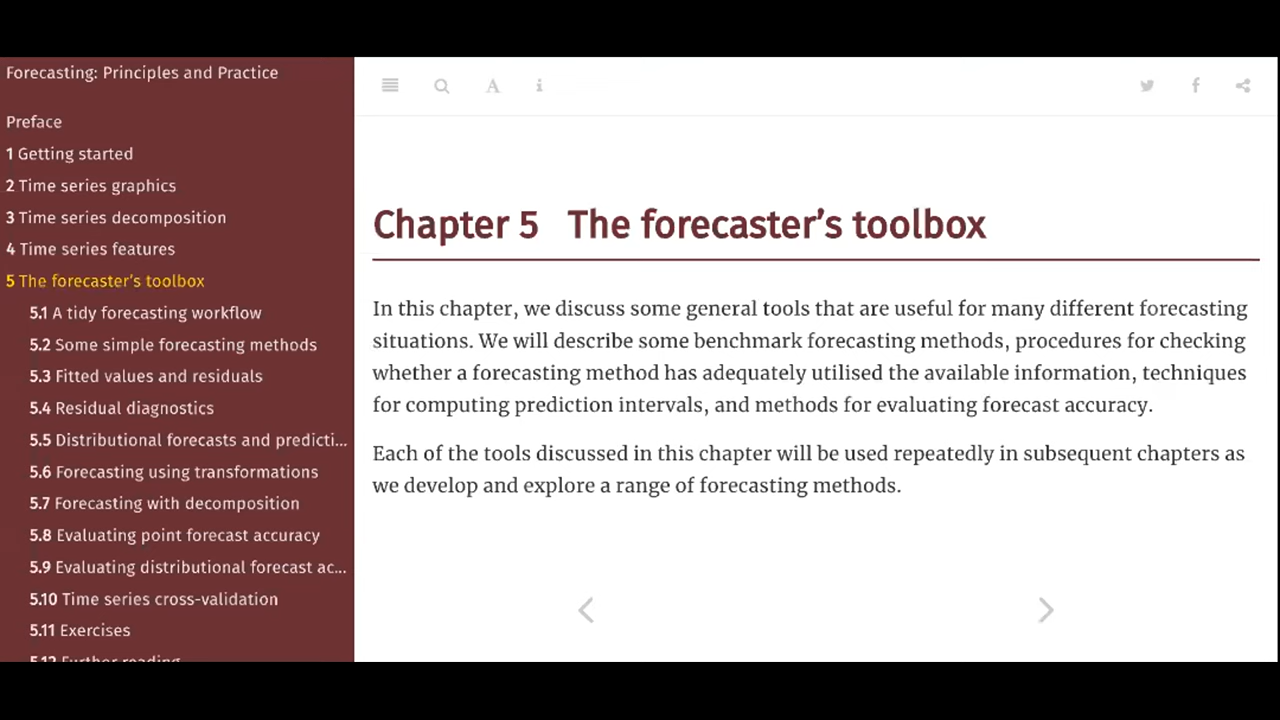 Forecasting: Principles and Practice
Preface
1 Getting started
2 Time series graphics
3 Time series decomposition
4 Time series features
5 The forecaster's toolbox
5.1 A tidy forecasting workflow
5.2 Some simple forecasting methods
5.3 Fitted values and residuals
5.4 Residual diagnostics
5.5 Distributional forecasts and predicti...
5.6 Forecasting using transformations
5.7 Forecasting with decomposition
5.8 Evaluating point forecast accuracy
5.9 Evaluating distributional forecast ac...
5.10 Time series cross-validation
5.11 Exercises
5.12 Further reading
Chapter 5 The forecaster's toolbox
In this chapter, we discuss some general tools that are useful for many different forecasting
situations. We will describe some benchmark forecasting methods, procedures for checking
whether a forecasting method has adequately utilised the available information, techniques
for computing prediction intervals, and methods for evaluating forecast accuracy.
Each of the tools discussed in this chapter will be used repeatedly in subsequent chapters as
we develop and explore a range of forecasting methods.